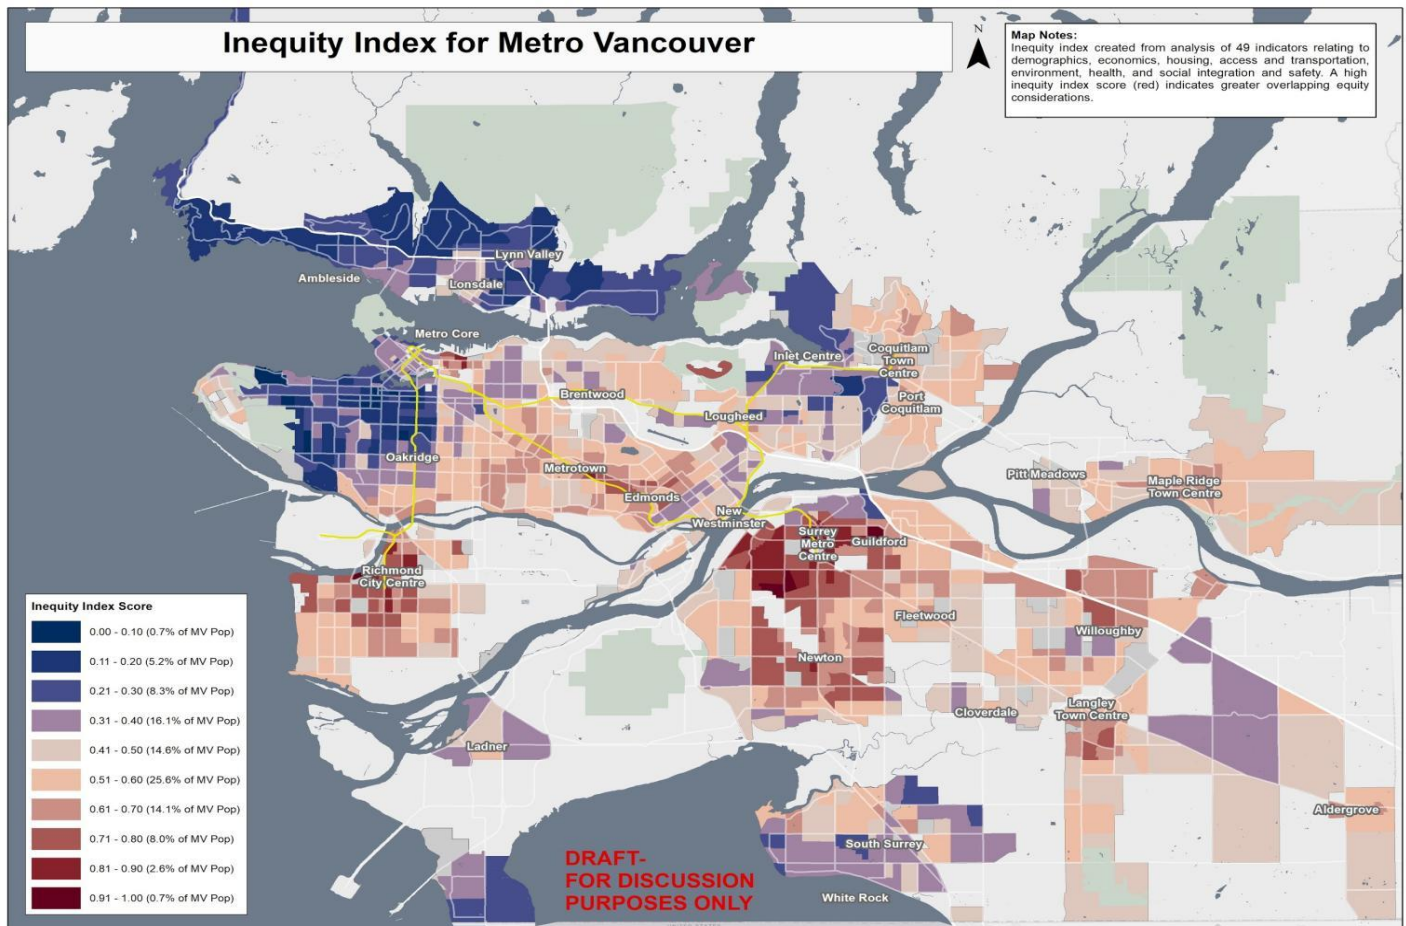 Inequity Index for Metro Vancouver
N
Map Notes:
Inequity index created from analysis of 49 indicators relating to
demographics, economics, housing, access and transportation,
environment, health, and social integration and safety. A high
inequity index score (red) indicates greater overlapping equity
considerations.
Lynn Valley
Ambleside
Lonsdale
Metro Core
Inlet Centre
Coquitlam
Town
Centre
Brentwood
Port
Coquitlam
Lougheed
Oakridge
Metrotown
Pitt Meadows
Maple Ridge
Town Centre
Edmonds
New
Westminster
Surrey
Metro
Centre
Guildford
Richmond
City Centre
Fleetwood
Willoughby
Newton
Cloverdale
Langley
Town Centre
Ladner
Aldergrove
South Surrey
White Rock
Inequity Index Score
0.00 - 0.10 (0.7% of MV Pop)
0.11 - 0.20 (5.2% of MV Pop)
0.21 - 0.30 (8.3% of MV Pop)
0.31 - 0.40 (16.1% of MV Pop)
0.41 - 0.50 (14.6% of MV Pop)
0.51 - 0.60 (25.6% of MV Pop)
0.61 - 0.70 (14.1% of MV Pop)
0.71 - 0.80 (8.0% of MV Pop)
0.81 - 0.90 (2.6% of MV Pop)
0.91 - 1.00 (0.7% of MV Pop)
DRAFT-
FOR DISCUSSION
PURPOSES ONLY